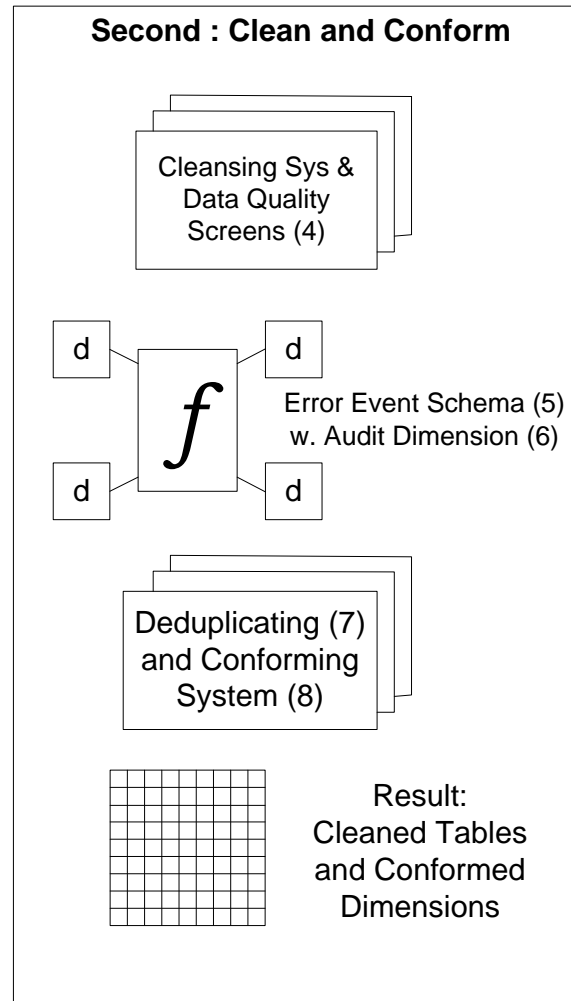 Second : Clean and Conform
Cleansing Sys &
Data Quality
Screens (4)
d
d
f
Error Event Schema (5)
w. Audit Dimension (6)
d
d
Deduplicating (7)
and Conforming
System (8)
Result:
Cleaned Tables
and Conformed
Dimensions